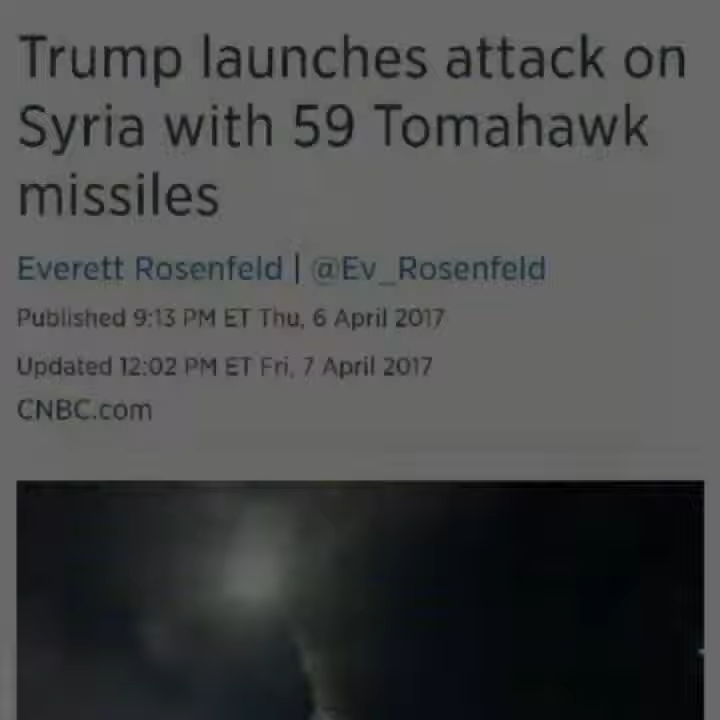 Trump launches attack on
Syria with 59 Tomahawk
missiles
Everett Rosenfeld | @Ev_Rosenfeld
Published 9:13 PM ET Thu, 6 April 2017
Updated 12:02 PM ET Fri, 7 April 2017
CNBC.com